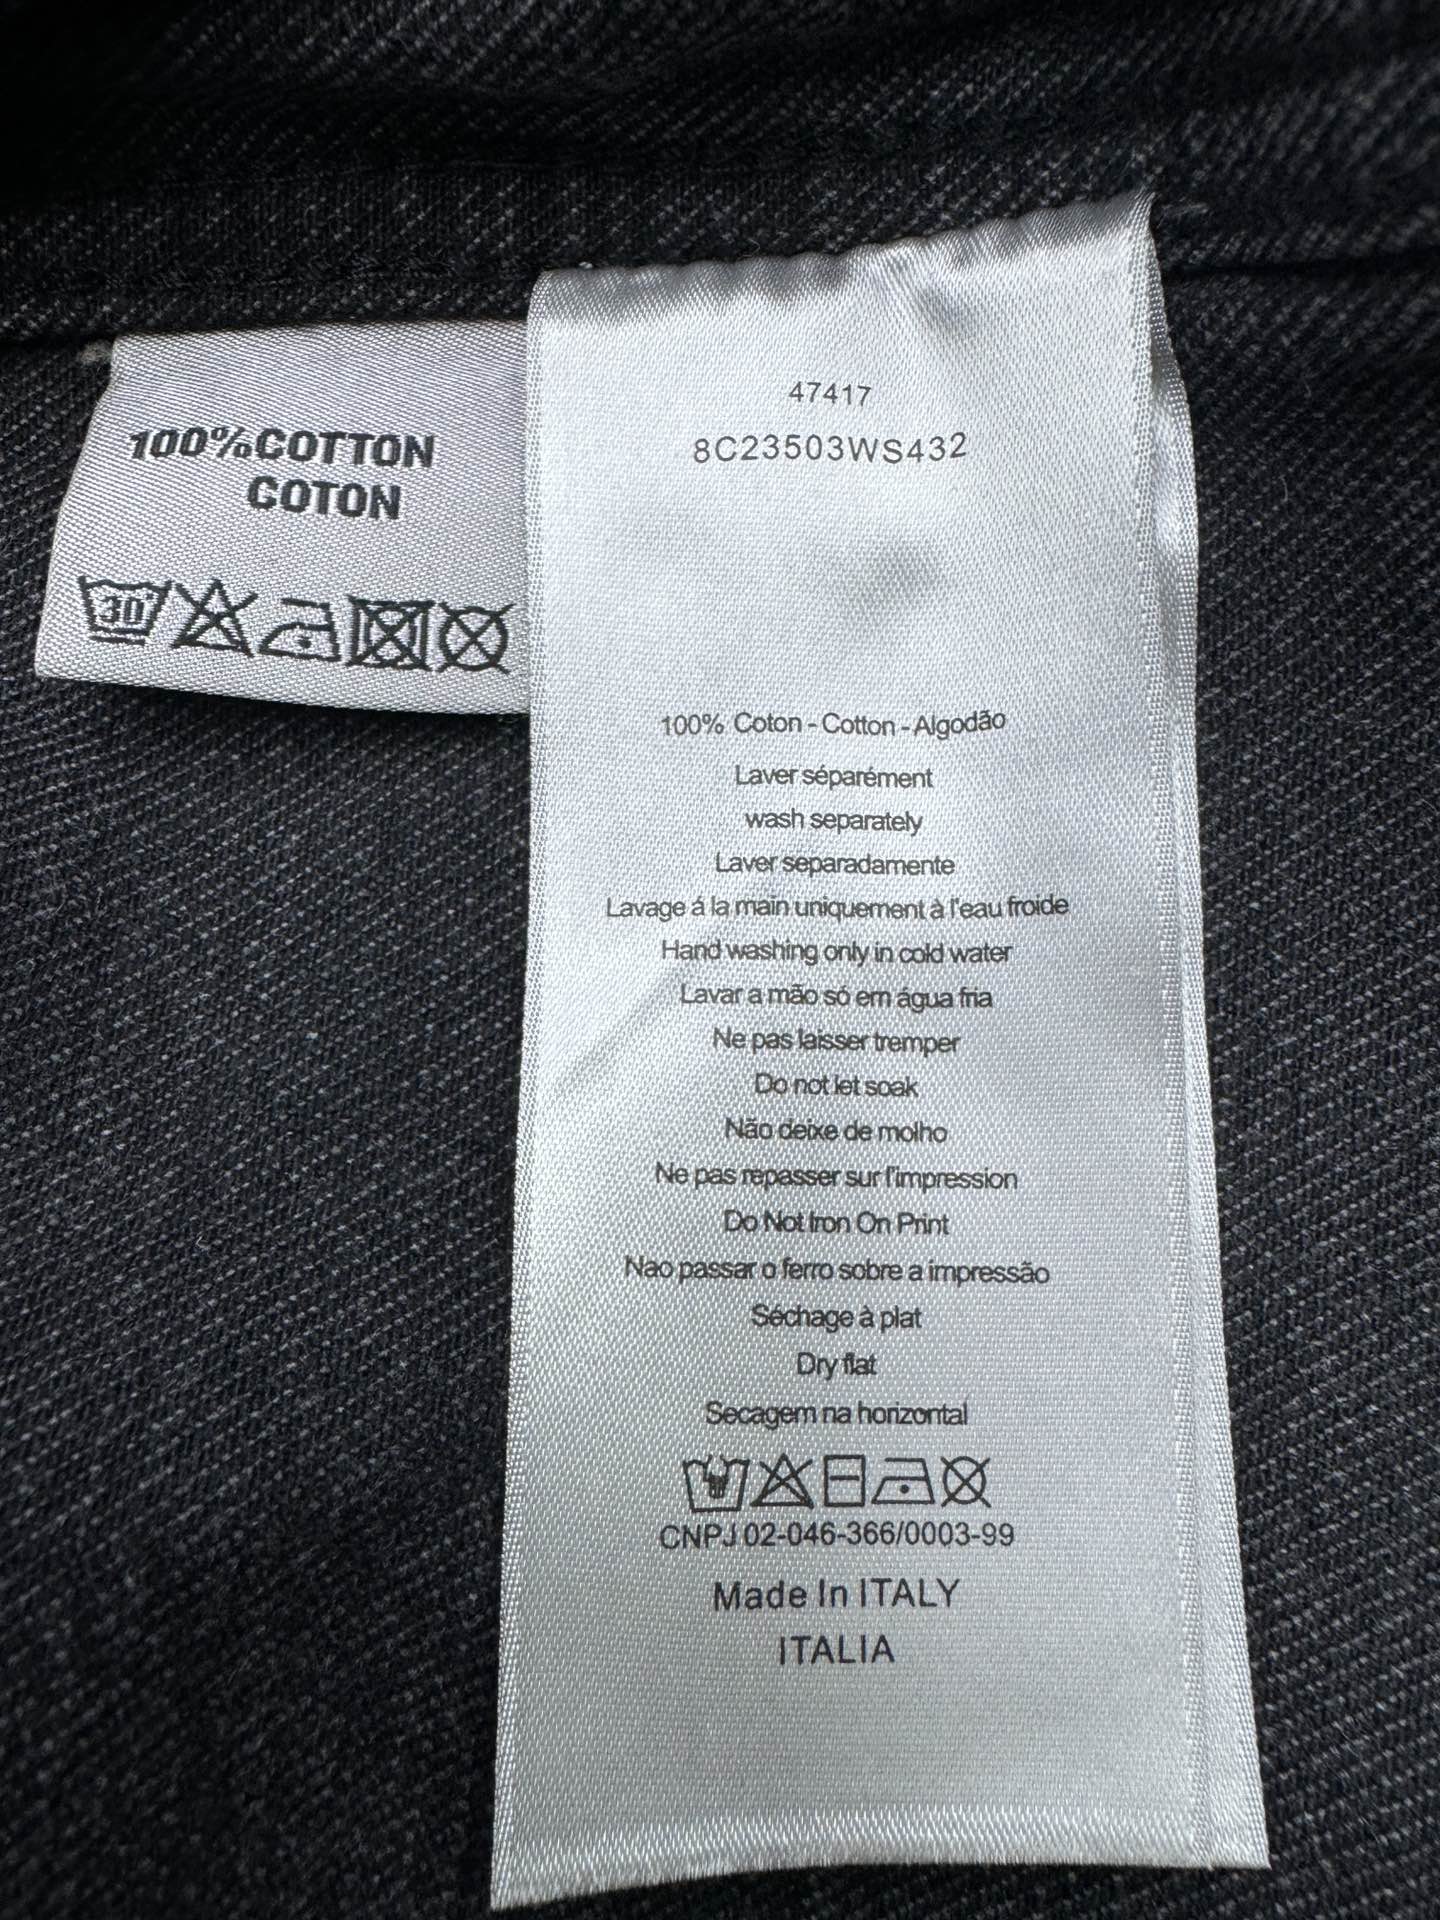 100%COTTON
COTON
30
47417
8C23503WS432
100% Coton - Cotton - Algodão
Laver séparément
wash separately
Laver separadamente
Lavage á la main uniquement à l'eau froide
Hand washing only in cold water
Lavar a mão só em água fria
Ne pas laisser tremper
Do not let soak
Não deixe de molho
Ne pas repasser sur l'impression
Do Not Iron On Print
Nao passar o ferro sobre a impressão
Séchage à plat
Dry flat
Secagem na horizontal
CNPJ 02-046-366/0003-99
Made In ITALY
ITALIA